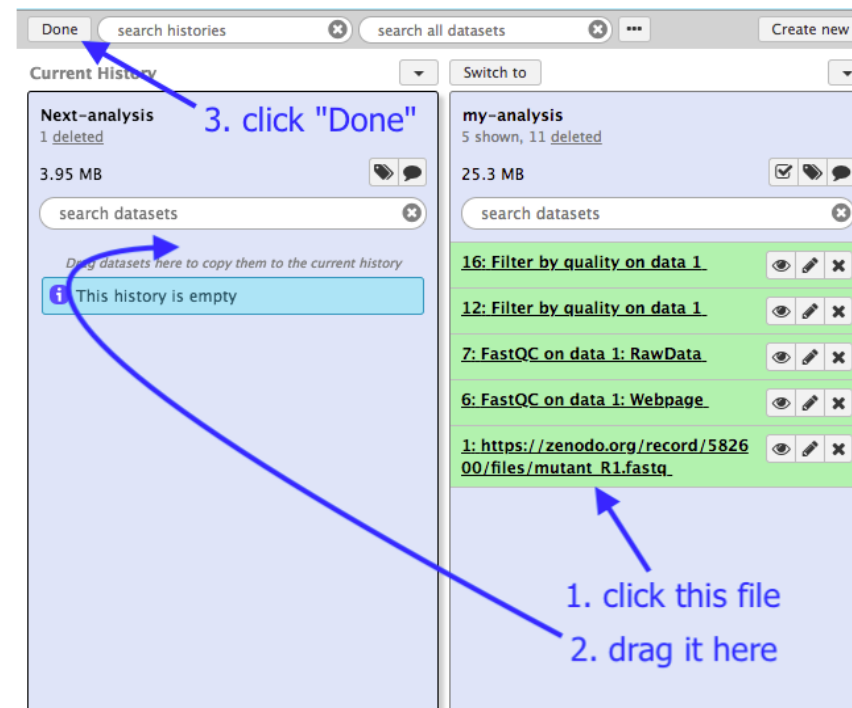 Done
search histories
search all datasets
Create new
Current History
Switch to
Next-analysis
1 deleted
3.95 MB
search datasets
Drag datasets here to copy them to the current history
This history is empty
my-analysis
5 shown, 11 deleted
25.3 MB
search datasets
16: Filter by quality on data 1
12: Filter by quality on data 1
7: FastQC on data 1: RawData
6: FastQC on data 1: Webpage
1: https://zenodo.org/record/5826
00/files/mutant_R1.fastq
3. click "Done"
1. click this file
2. drag it here